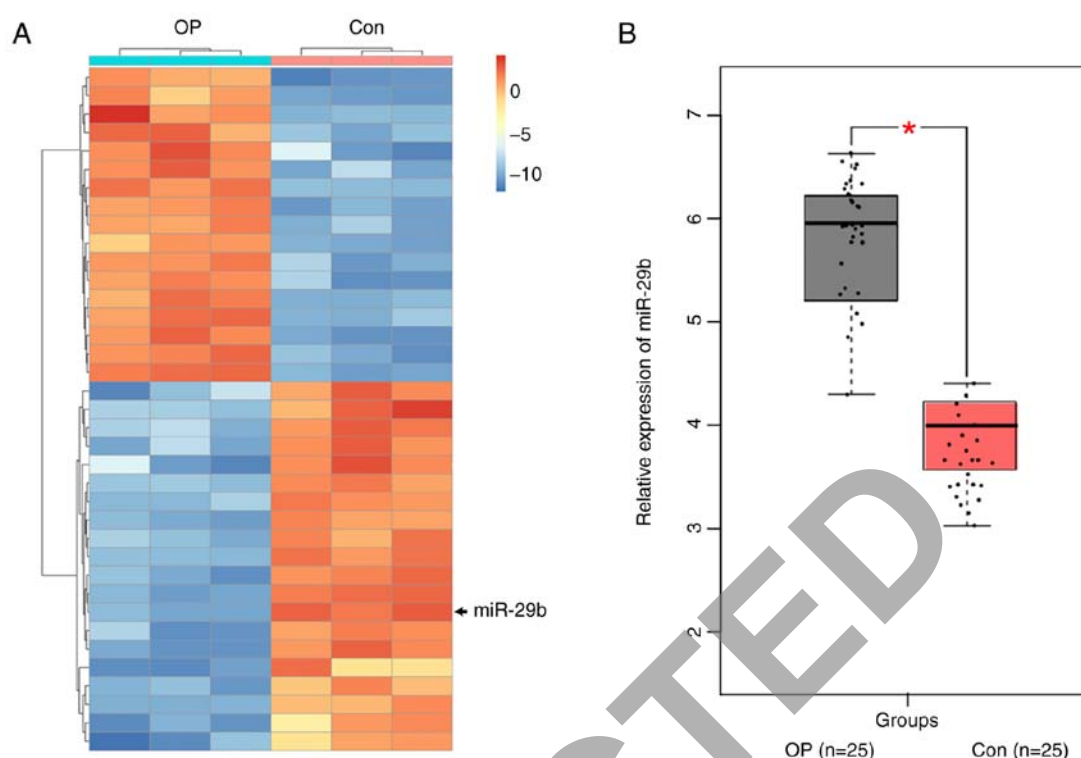 A
OP
Con
0
−5
−10
miR-29b
B
Relative expression of miR-29b
7
6
5
4
3
2
*
Groups
OP (n=25)
Con (n=25)
TED